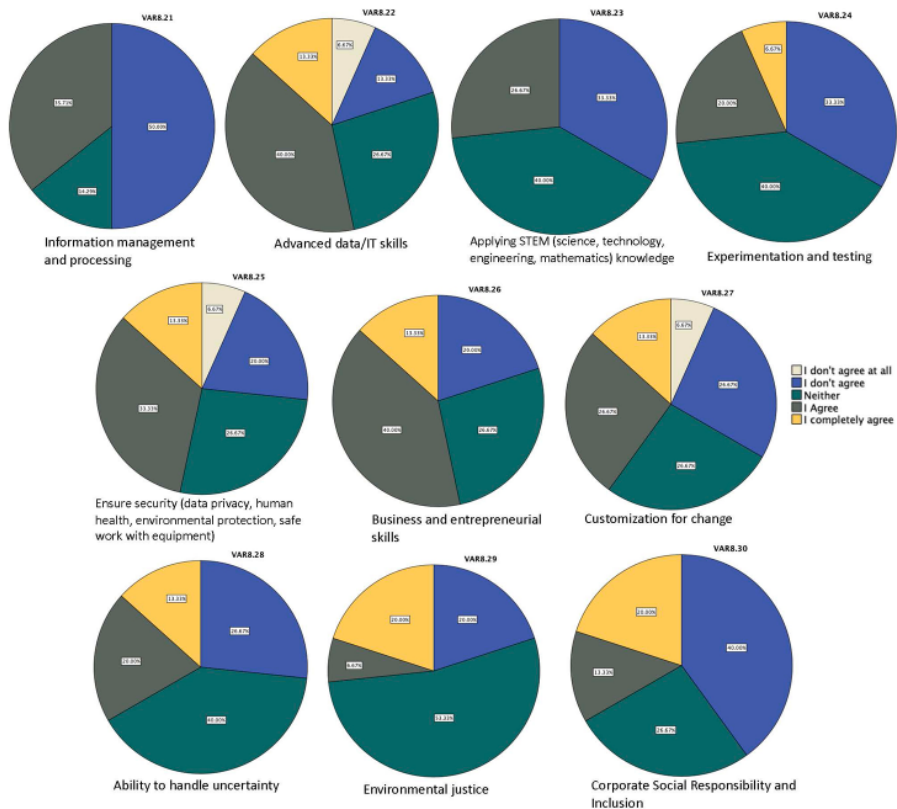 VAR8.21
35.71%
50.00%
14.29%
Information management
and processing
VAR8.22
6.67%
13.33%
13.33%
40.00%
26.67%
Advanced data/IT skills
VAR8.23
26.67%
33.33%
40.00%
Applying STEM (science, technology,
engineering, mathematics) knowledge
VAR8.24
6.67%
20.00%
33.33%
40.00%
Experimentation and testing
VAR8.25
6.67%
13.33%
20.00%
33.33%
26.67%
Ensure security (data privacy, human
health, environmental protection, safe
work with equipment)
VAR8.26
13.33%
20.00%
40.00%
26.67%
Business and entrepreneurial
skills
VAR8.27
6.67%
13.33%
26.67%
26.67%
26.67%
Customization for change
I don't agree at all
I don't agree
Neither
I Agree
I completely agree
VAR8.28
13.33%
26.67%
20.00%
40.00%
Ability to handle uncertainty
VAR8.29
20.00%
20.00%
6.67%
53.33%
Environmental justice
VAR8.30
20.00%
40.00%
13.33%
26.67%
Corporate Social Responsibility and
Inclusion